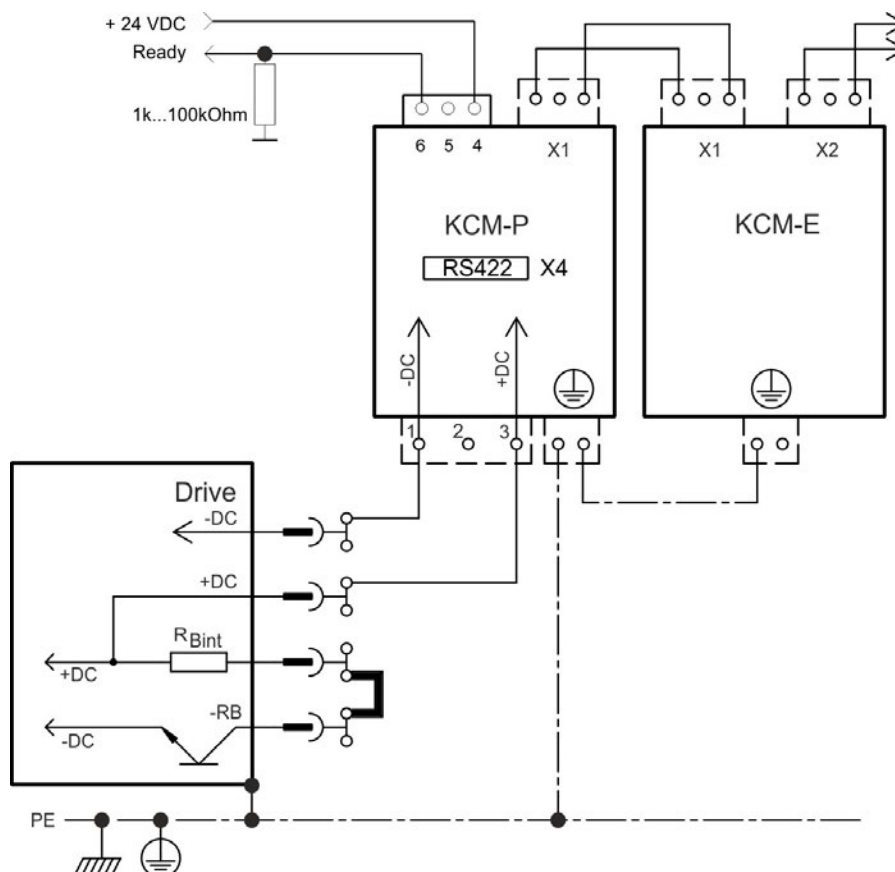 + 24 VDC
Ready
1k...100kOhm
6 5 4
X1
X1
X2
KCM-P
KCM-E
RS422 X4
-DC
+DC
1 2 3
Drive
-DC
+DC
RBint
+DC
-RB
-DC
PE